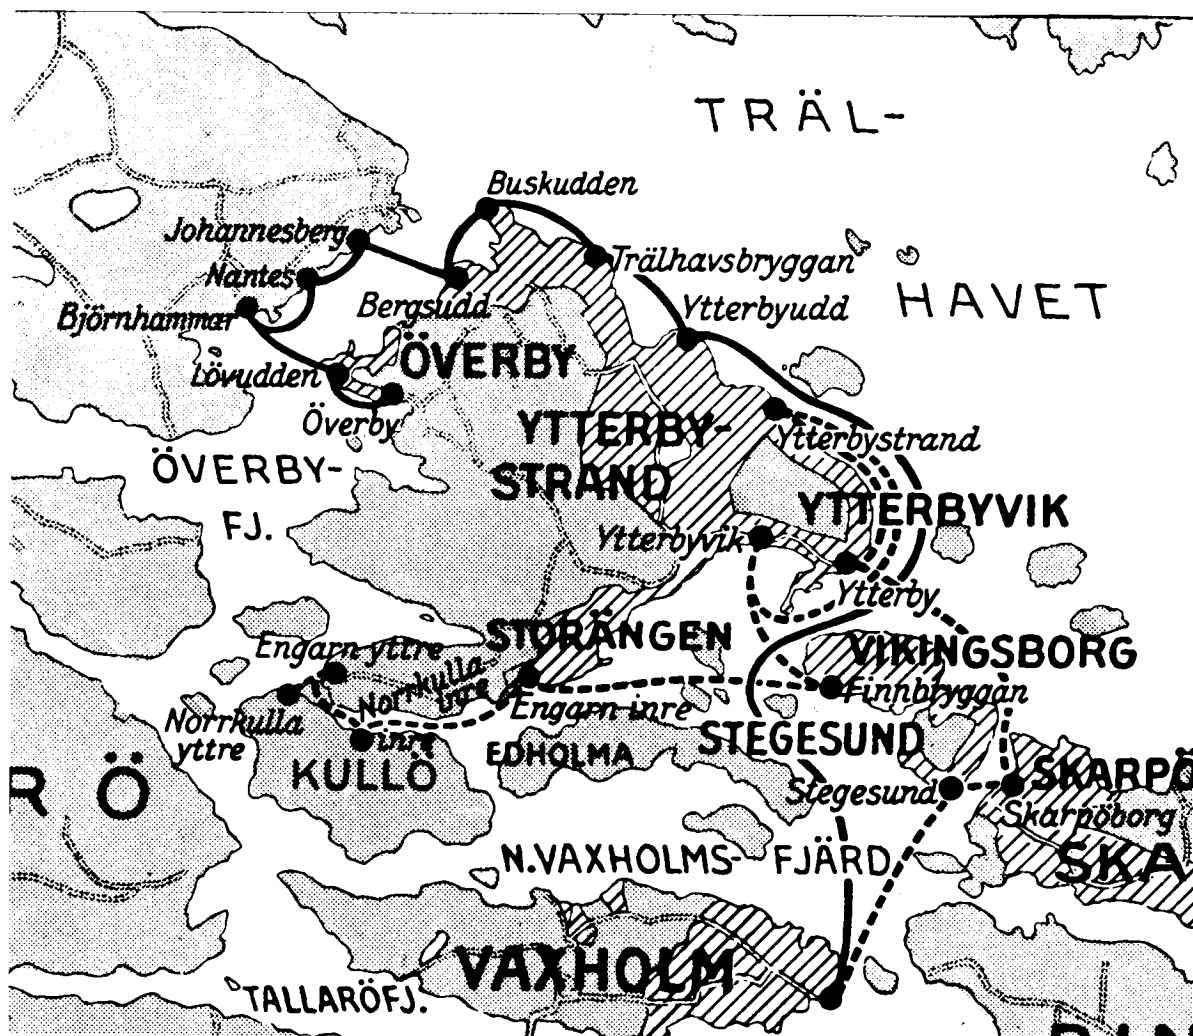 TRÄL-
Buskudden
Johannesberg
Trälhavsbryggan
Nantes
HAVET
Bergsudd
Ytterbyudd
Björnhammar
ÖVERBY
Lövudden
Överby
YTTERBY-
STRAND
Ytterbystrand
ÖVERBY-
FJ.
YTTERBYVIK
Ytterbyvik
Ytterby
STORÄNGEN
VIKINGSBORG
Engarn yttre
Norrkulla
inre
Finnbryggan
Engarn inre
Norrkulla
yttre
inre
STEGESUND
EDHOLMA
KULLÖ
R Ö
SKARPÖ
Stegesund
Skarpöborg
N.VAXHOLMS-FJÄRD
SKA
VAXHOLM
TALLARÖFJ.